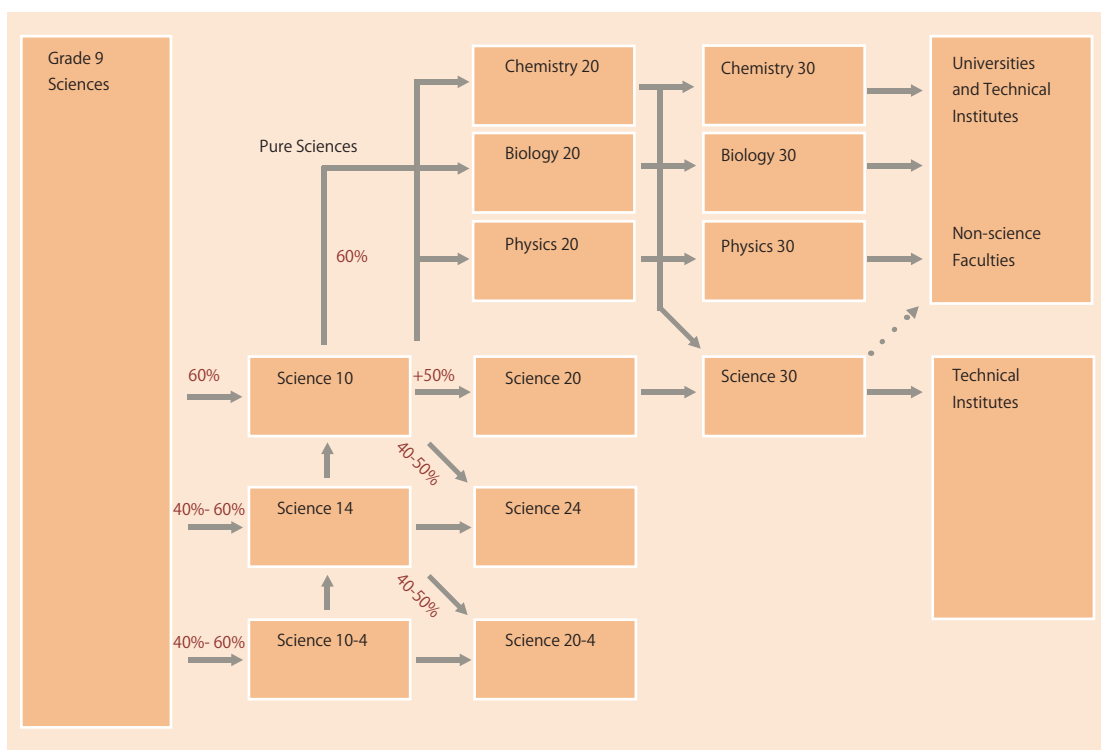 Grade 9
Sciences
Pure Sciences
60%
60%
40%- 60%
40%- 60%
Science 10
Science 14
Science 10-4
+50%
40-50%
40-50%
Chemistry 20
Biology 20
Physics 20
Science 20
Science 24
Science 20-4
Chemistry 30
Biology 30
Physics 30
Science 30
Universities
and Technical
Institutes
Non-science
Faculties
Technical
Institutes